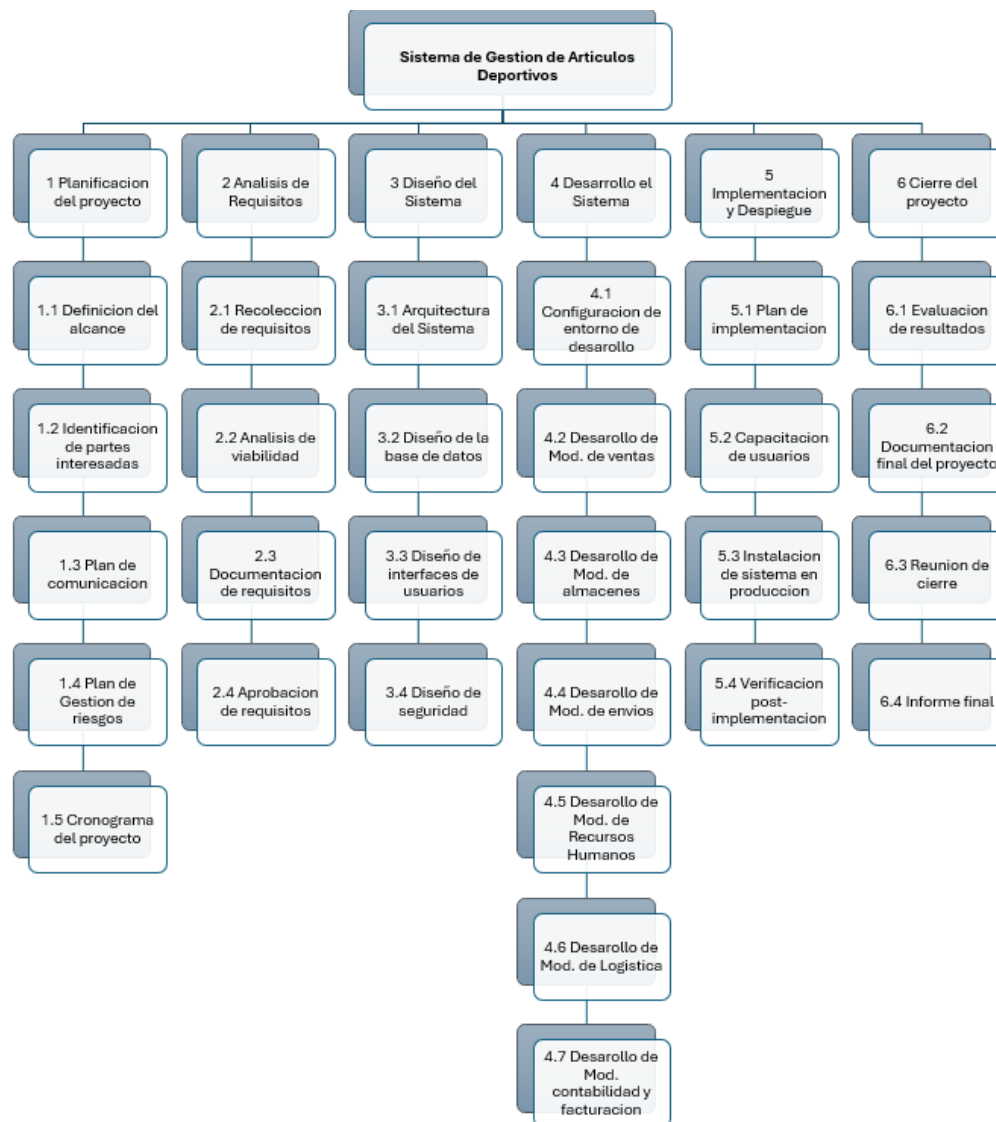 Sistema de Gestion de Articulos
Deportivos
1 Planificacion
del proyecto
2 Analisis de
Requisitos
3 Diseño del
Sistema
4 Desarrollo el
Sistema
5
Implementacion
y Despiegue
6 Cierre del
proyecto
1.1 Definicion del
alcance
2.1 Recoleccion
de requisitos
3.1 Arquitectura
del Sistema
4.1
Configuracion de
entorno de
desarollo
5.1 Plan de
implementacion
6.1 Evaluacion
de resultados
1.2 Identificacion
de partes
interesadas
2.2 Analisis de
viabilidad
3.2 Diseño de la
base de datos
4.2 Desarollo de
Mod. de ventas
5.2 Capacitacion
de usuarios
6.2
Documentacion
final del proyecto
1.3 Plan de
comunicacion
2.3
Documentacion
de requisitos
3.3 Diseño de
interfaces de
usuarios
4.3 Desarollo de
Mod. de
almacenes
5.3 Instalacion
de sistema en
produccion
6.3 Reunion de
cierre
1.4 Plan de
Gestion de
riesgos
2.4 Aprobacion
de requisitos
3.4 Diseño de
seguridad
4.4 Desarollo de
Mod. de envios
5.4 Verificacion
post-
implementacion
6.4 Informe final
1.5 Cronograma
del proyecto
4.5 Desarollo de
Mod. de
Recursos
Humanos
4.6 Desarollo de
Mod. de Logistica
4.7 Desarollo de
Mod.
contabilidad y
facturacion